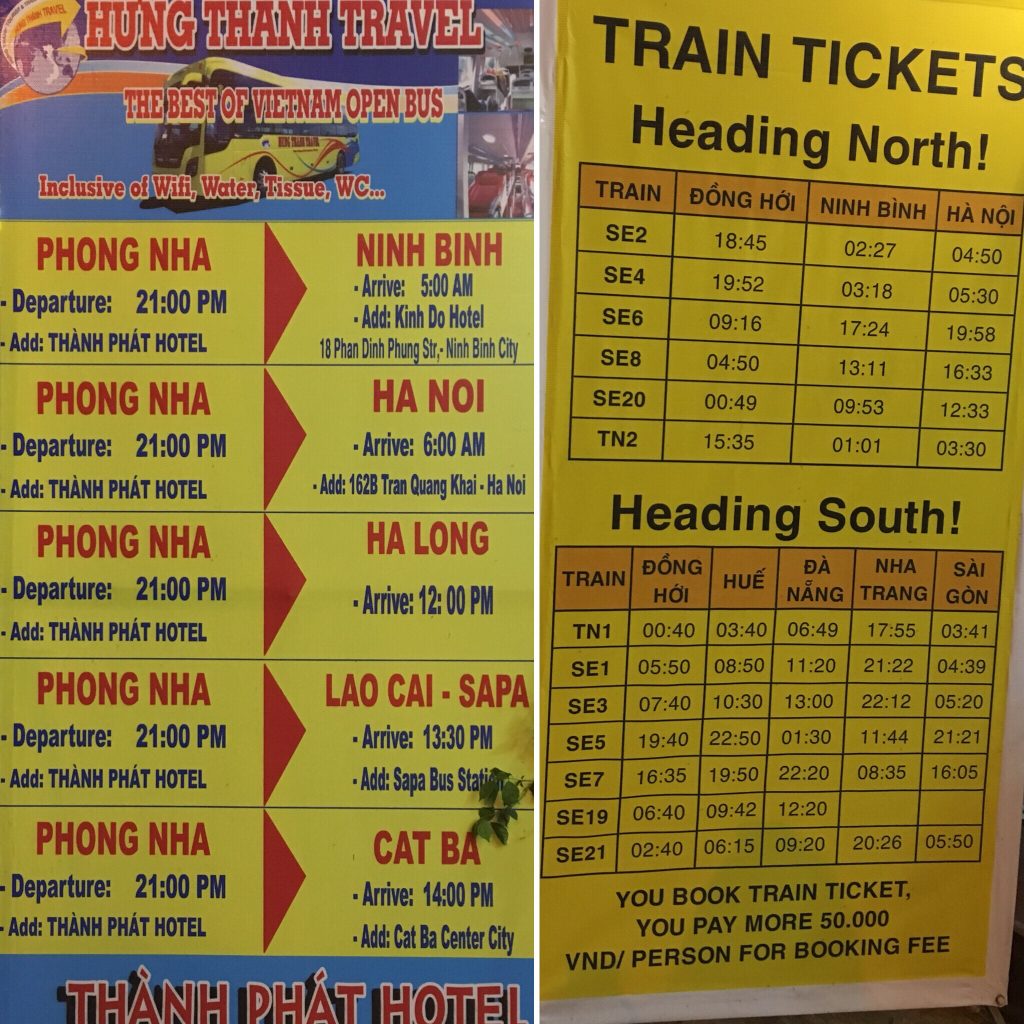 HƯNG THANH TRAVEL
THE BEST OF VIETNAM OPEN BUS
HUNG THANH TRAVEL
Inclusive of Wifi, Water, Tissue, WC...
PHONG NHA
- Departure: 21:00 PM
- Add: THÀNH PHÁT HOTEL
NINH BINH
- Arrive: 5:00 AM
- Add: Kinh Do Hotel
18 Phan Dinh Phung Str,- Ninh Binh City
PHONG NHA
- Departure: 21:00 PM
- Add: THÀNH PHÁT HOTEL
HA NOI
- Arrive: 6:00 AM
- Add: 162B Tran Quang Khai - Ha Noi
PHONG NHA
- Departure: 21:00 PM
- Add: THÀNH PHÁT HOTEL
HA LONG
- Arrive: 12: 00 PM
PHONG NHA
- Departure: 21:00 PM
- Add: THÀNH PHÁT HOTEL
LAO CAI - SAPA
- Arrive: 13:30 PM
- Add: Sapa Bus Station
PHONG NHA
- Departure: 21:00 PM
- Add: THÀNH PHÁT HOTEL
CAT BA
- Arrive: 14:00 PM
- Add: Cat Ba Center City
THÀNH PHÁT HOTEL
TRAIN TICKETS
Heading North!
TRAIN ĐỒNG HỚI NINH BÌNH HÀ NỘI
SE2 18:45 02:27 04:50
SE4 19:52 03:18 05:30
SE6 09:16 17:24 19:58
SE8 04:50 13:11 16:33
SE20 00:49 09:53 12:33
TN2 15:35 01:01 03:30
Heading South!
TRAIN ĐỒNG HỚI HUẾ ĐÀ NẴNG NHA TRANG SÀI GÒN
TN1 00:40 03:40 06:49 17:55 03:41
SE1 05:50 08:50 11:20 21:22 04:39
SE3 07:40 10:30 13:00 22:12 05:20
SE5 19:40 22:50 01:30 11:44 21:21
SE7 16:35 19:50 22:20 08:35 16:05
SE19 06:40 09:42 12:20
SE21 02:40 06:15 09:20 20:26 05:50
YOU BOOK TRAIN TICKET,
YOU PAY MORE 50.000
VND/ PERSON FOR BOOKING FEE